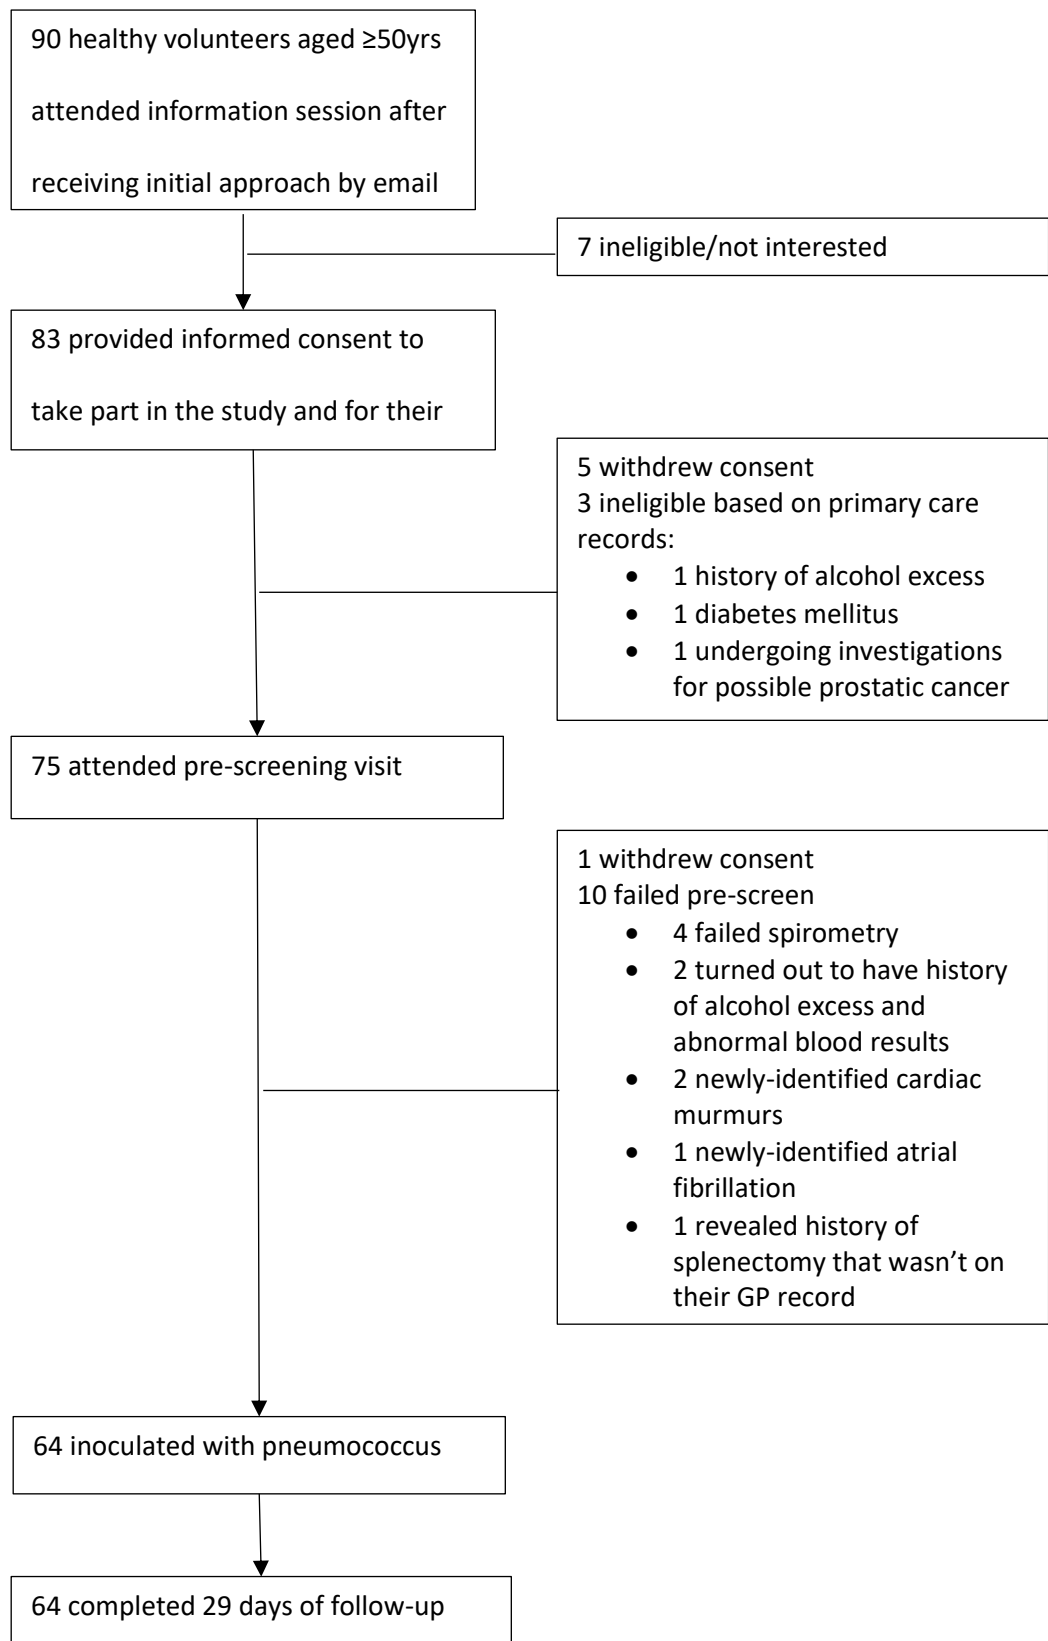 90 healthy volunteers aged ≥50yrs
attended information session after
receiving initial approach by email
7 ineligible/not interested
83 provided informed consent to
take part in the study and for their
5 withdrew consent
3 ineligible based on primary care
records:
• 1 history of alcohol excess
• 1 diabetes mellitus
• 1 undergoing investigations
for possible prostatic cancer
75 attended pre-screening visit
1 withdrew consent
10 failed pre-screen
• 4 failed spirometry
• 2 turned out to have history
of alcohol excess and
abnormal blood results
• 2 newly-identified cardiac
murmurs
• 1 newly-identified atrial
fibrillation
• 1 revealed history of
splenectomy that wasn’t on
their GP record
64 inoculated with pneumococcus
64 completed 29 days of follow-up